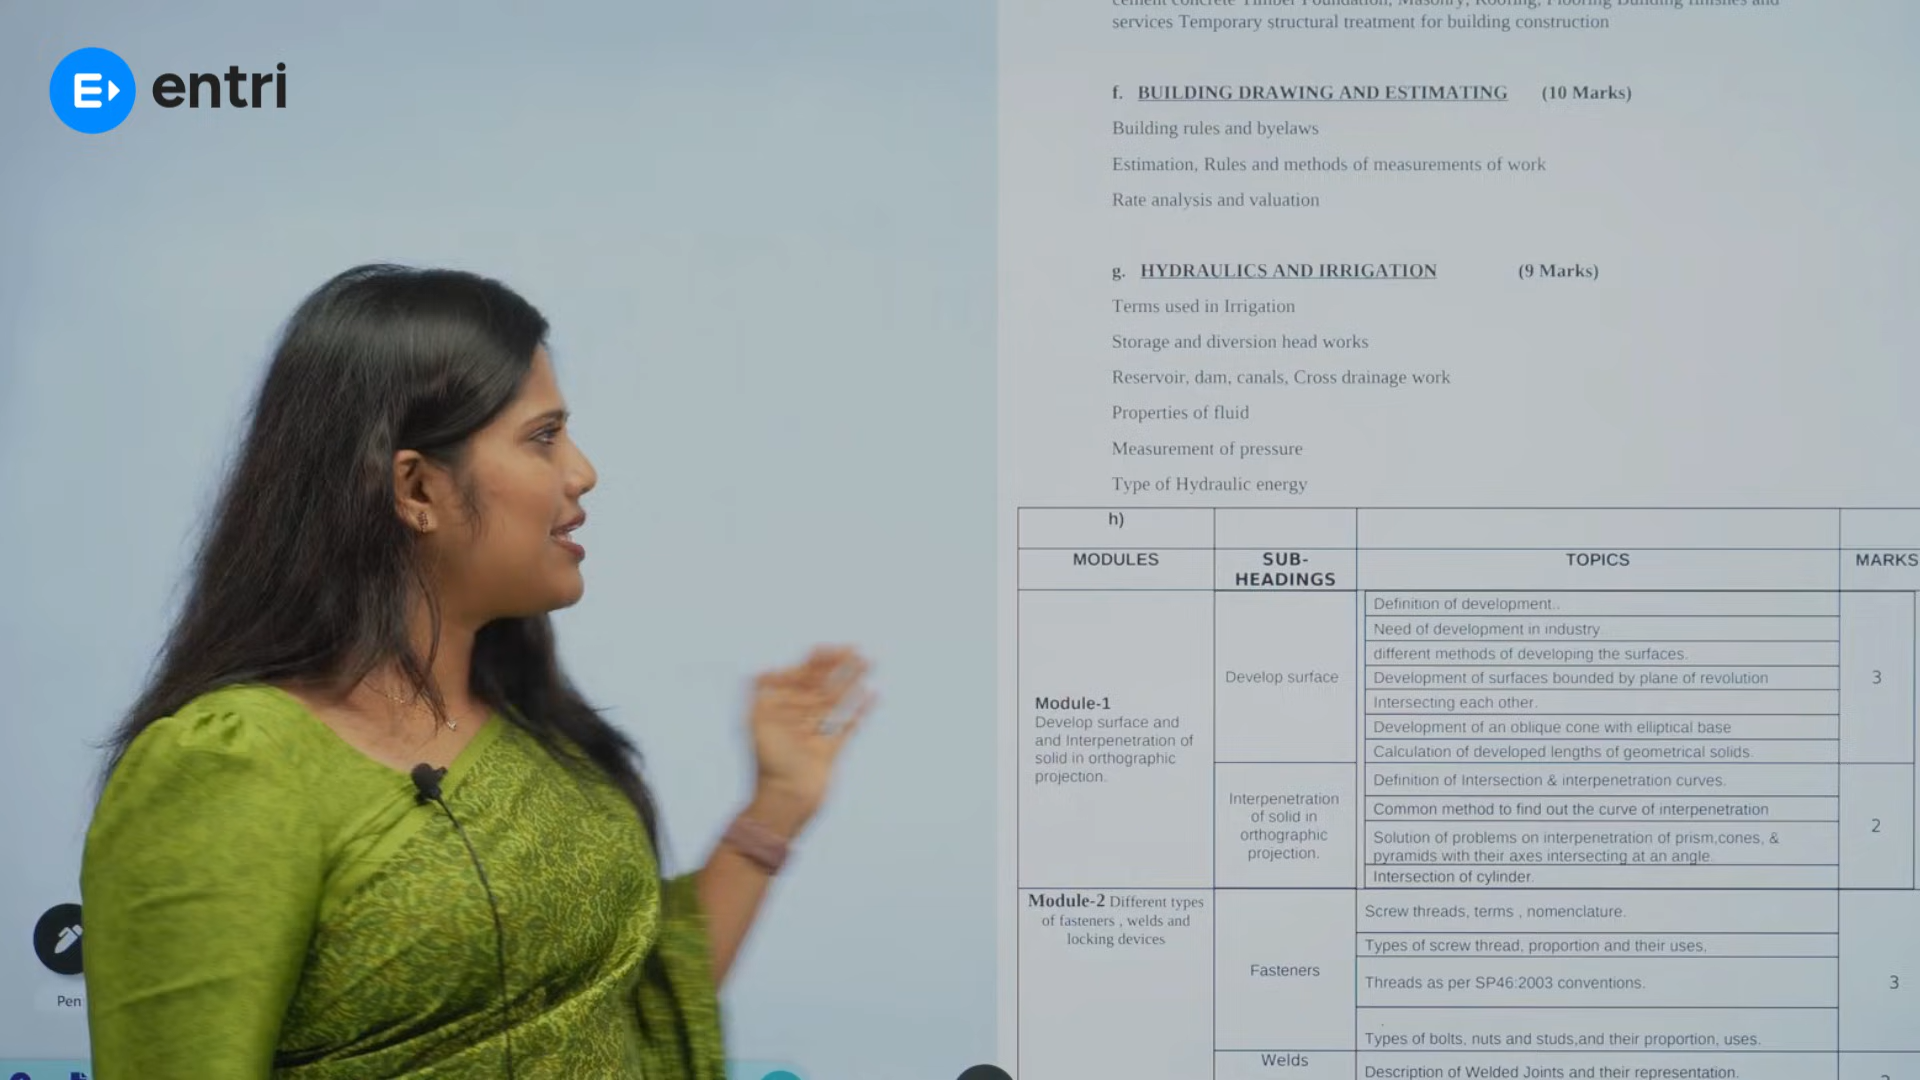 entri
cement concrete Timber Foundation, Masonry, Roofing, Flooring Building finishes and
services Temporary structural treatment for building construction
f. BUILDING DRAWING AND ESTIMATING (10 Marks)
Building rules and byelaws
Estimation, Rules and methods of measurements of work
Rate analysis and valuation
g. HYDRAULICS AND IRRIGATION (9 Marks)
Terms used in Irrigation
Storage and diversion head works
Reservoir, dam, canals, Cross drainage work
Properties of fluid
Measurement of pressure
Type of Hydraulic energy
h)
MODULES
SUB-
HEADINGS
TOPICS
MARKS
Module-1
Develop surface and
and Interpenetration of
solid in orthographic
projection.
Develop surface
Definition of development..
Need of development in industry
different methods of developing the surfaces.
Development of surfaces bounded by plane of revolution
Intersecting each other.
Development of an oblique cone with elliptical base
Calculation of developed lengths of geometrical solids.
3
Interpenetration
of solid in
orthographic
projection.
Definition of Intersection & interpenetration curves.
Common method to find out the curve of interpenetration
Solution of problems on interpenetration of prism,cones, &
pyramids with their axes intersecting at an angle.
Intersection of cylinder.
2
Module-2 Different types
of fasteners , welds and
locking devices
Fasteners
Screw threads, terms , nomenclature.
Types of screw thread, proportion and their uses,
Threads as per SP46:2003 conventions.
Types of bolts, nuts and studs,and their proportion, uses.
3
Welds
Description of Welded Joints and their representation.
Pen